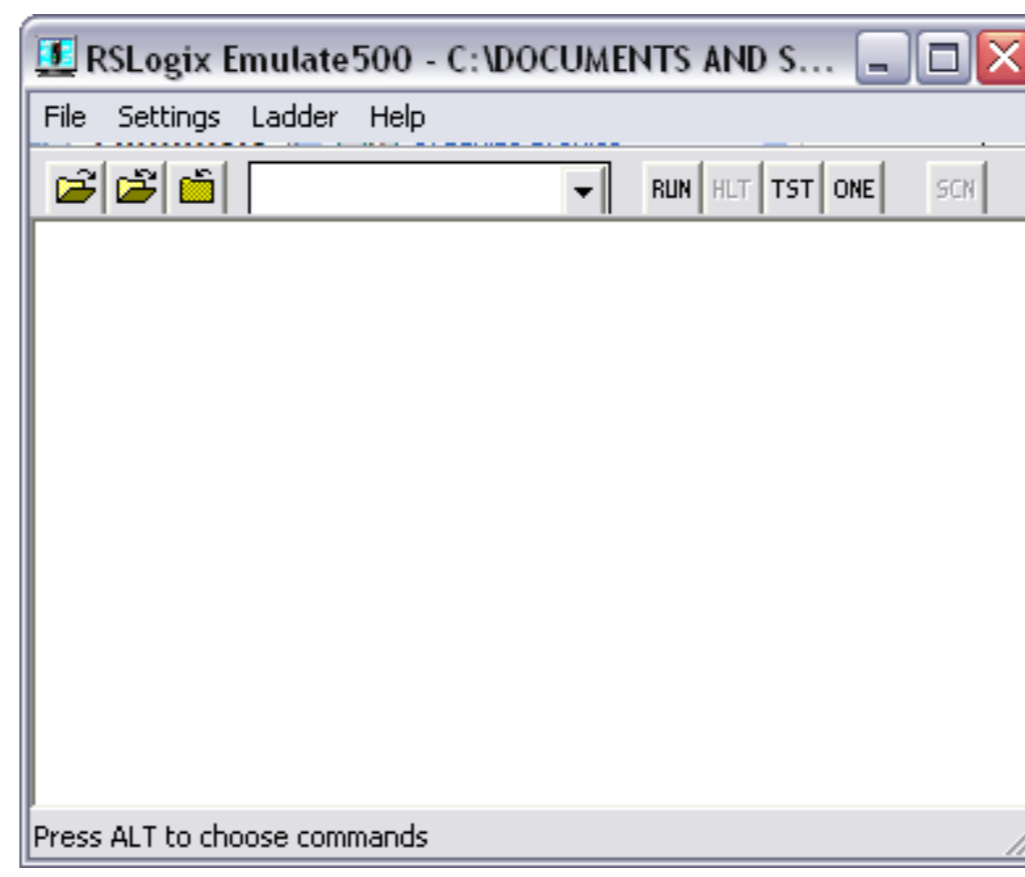 RSLogix Emulate500 - C:\DOCUMENTS AND S...
File Settings Ladder Help
RUN HLT TST ONE SCN
Press ALT to choose commands